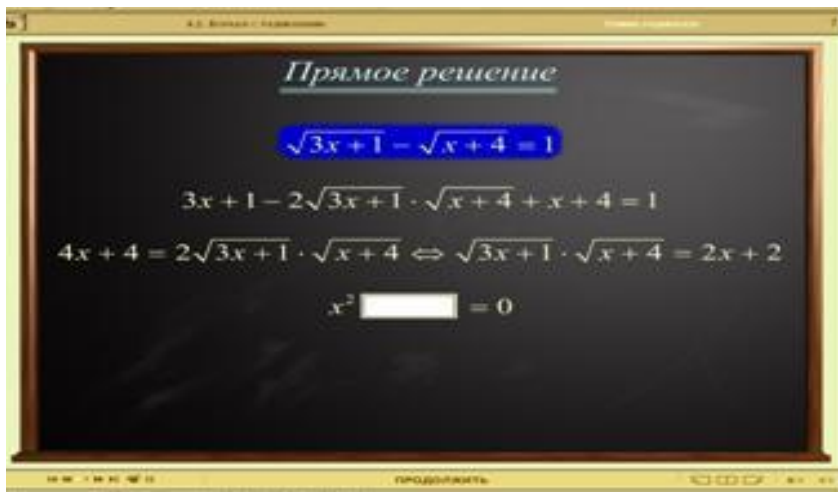 Прямое решение
√3x + 1 − √x + 4 = 1
3x + 1 − 2√3x + 1 · √x + 4 + x + 4 = 1
4x + 4 = 2√3x + 1 · √x + 4 ⇔ √3x + 1 · √x + 4 = 2x + 2
x² = 0
ПРОДОЛЖИТЬ